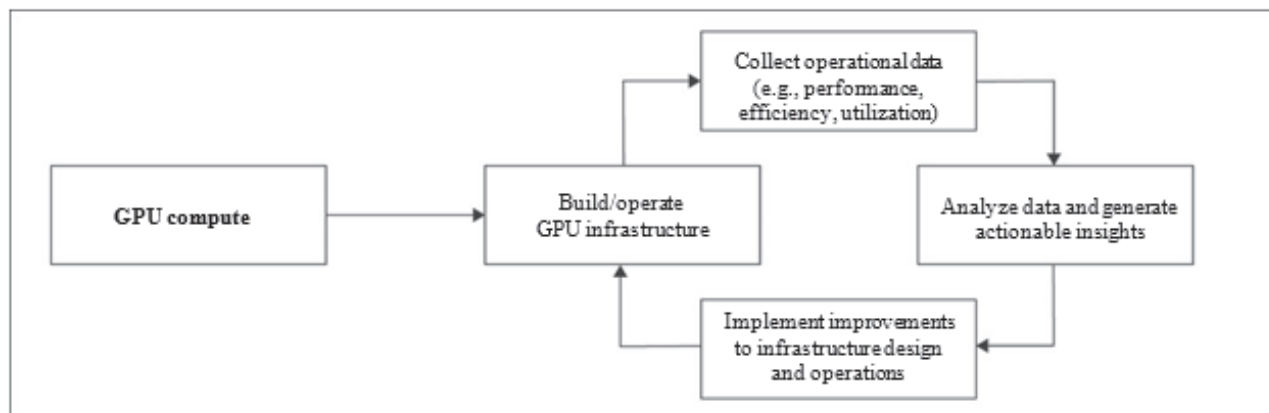 Collect operational data
(e.g., performance,
efficiency, utilization)
GPU compute
Build/operate
GPU infrastructure
Analyze data and generate
actionable insights
Implement improvements
to infrastructure design
and operations